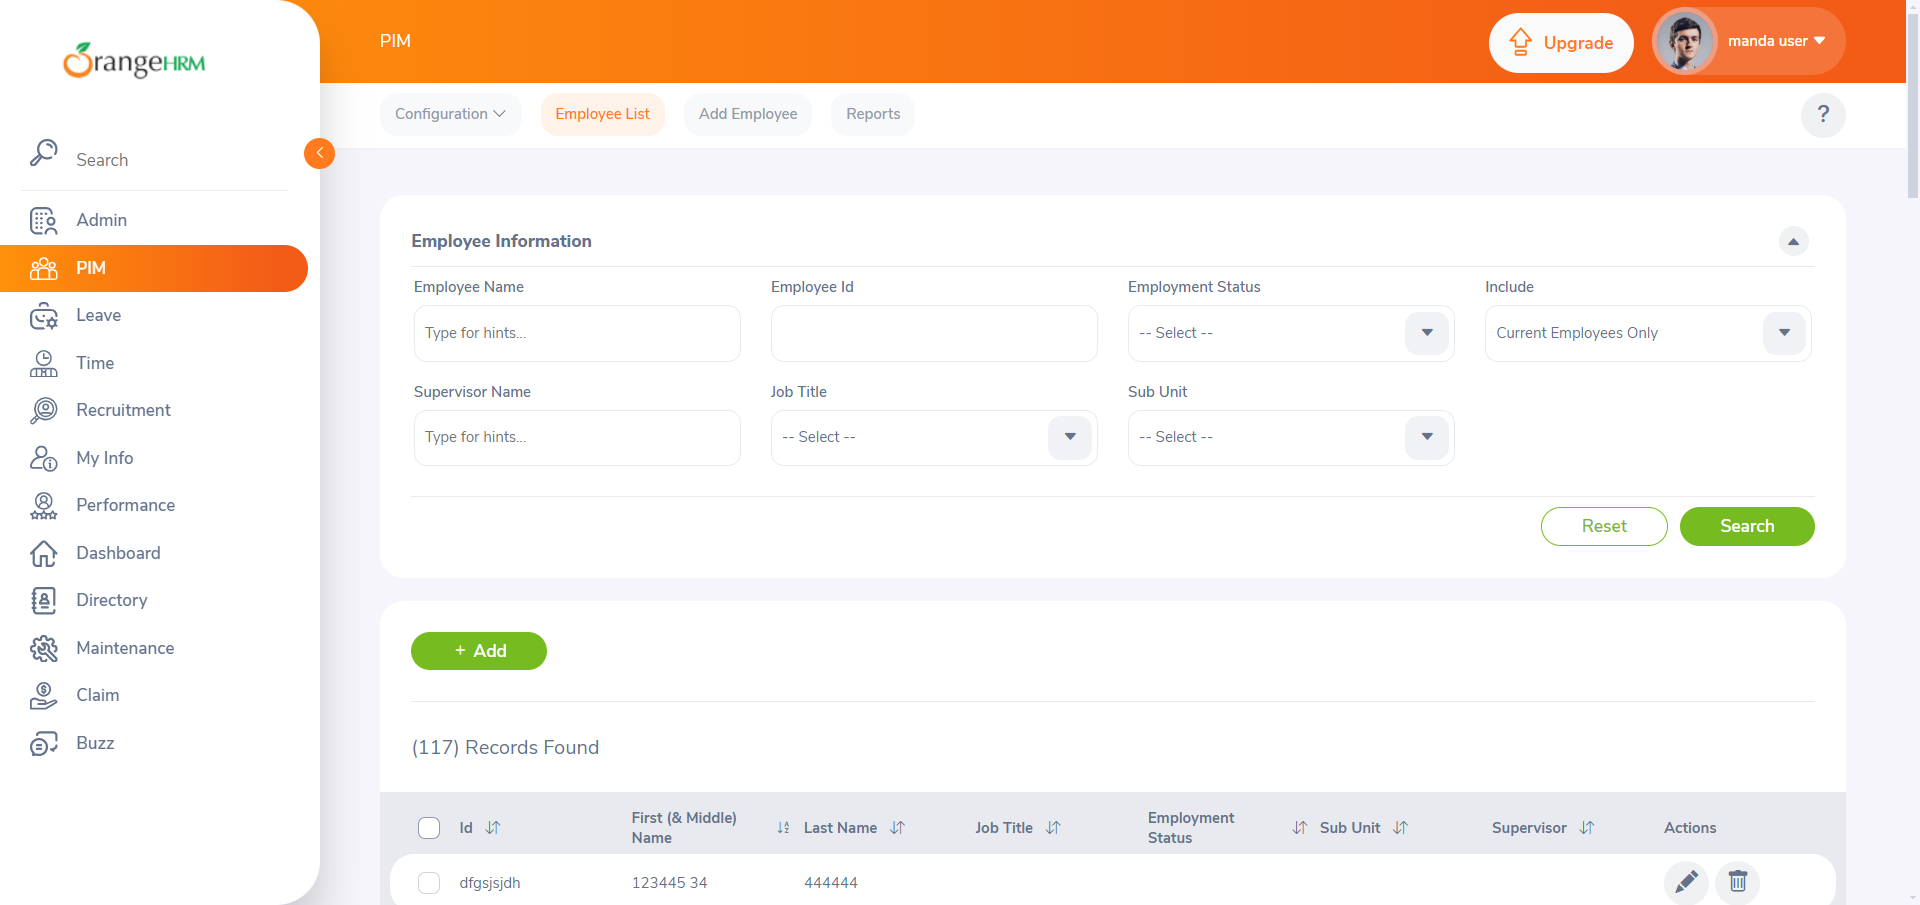 OrangeHRM
PIM
Upgrade
manda user
Configuration
Employee List
Add Employee
Reports
?
Search
Admin
PIM
Leave
Time
Recruitment
My Info
Performance
Dashboard
Directory
Maintenance
Claim
Buzz
Employee Information
Employee Name
Employee Id
Employment Status
Include
Type for hints...
-- Select --
Current Employees Only
Supervisor Name
Job Title
Sub Unit
Type for hints...
-- Select --
-- Select --
Reset
Search
+ Add
(117) Records Found
Id
First (& Middle)
Name
Last Name
Job Title
Employment
Status
Sub Unit
Supervisor
Actions
dfgsjsjdh
123445 34
444444